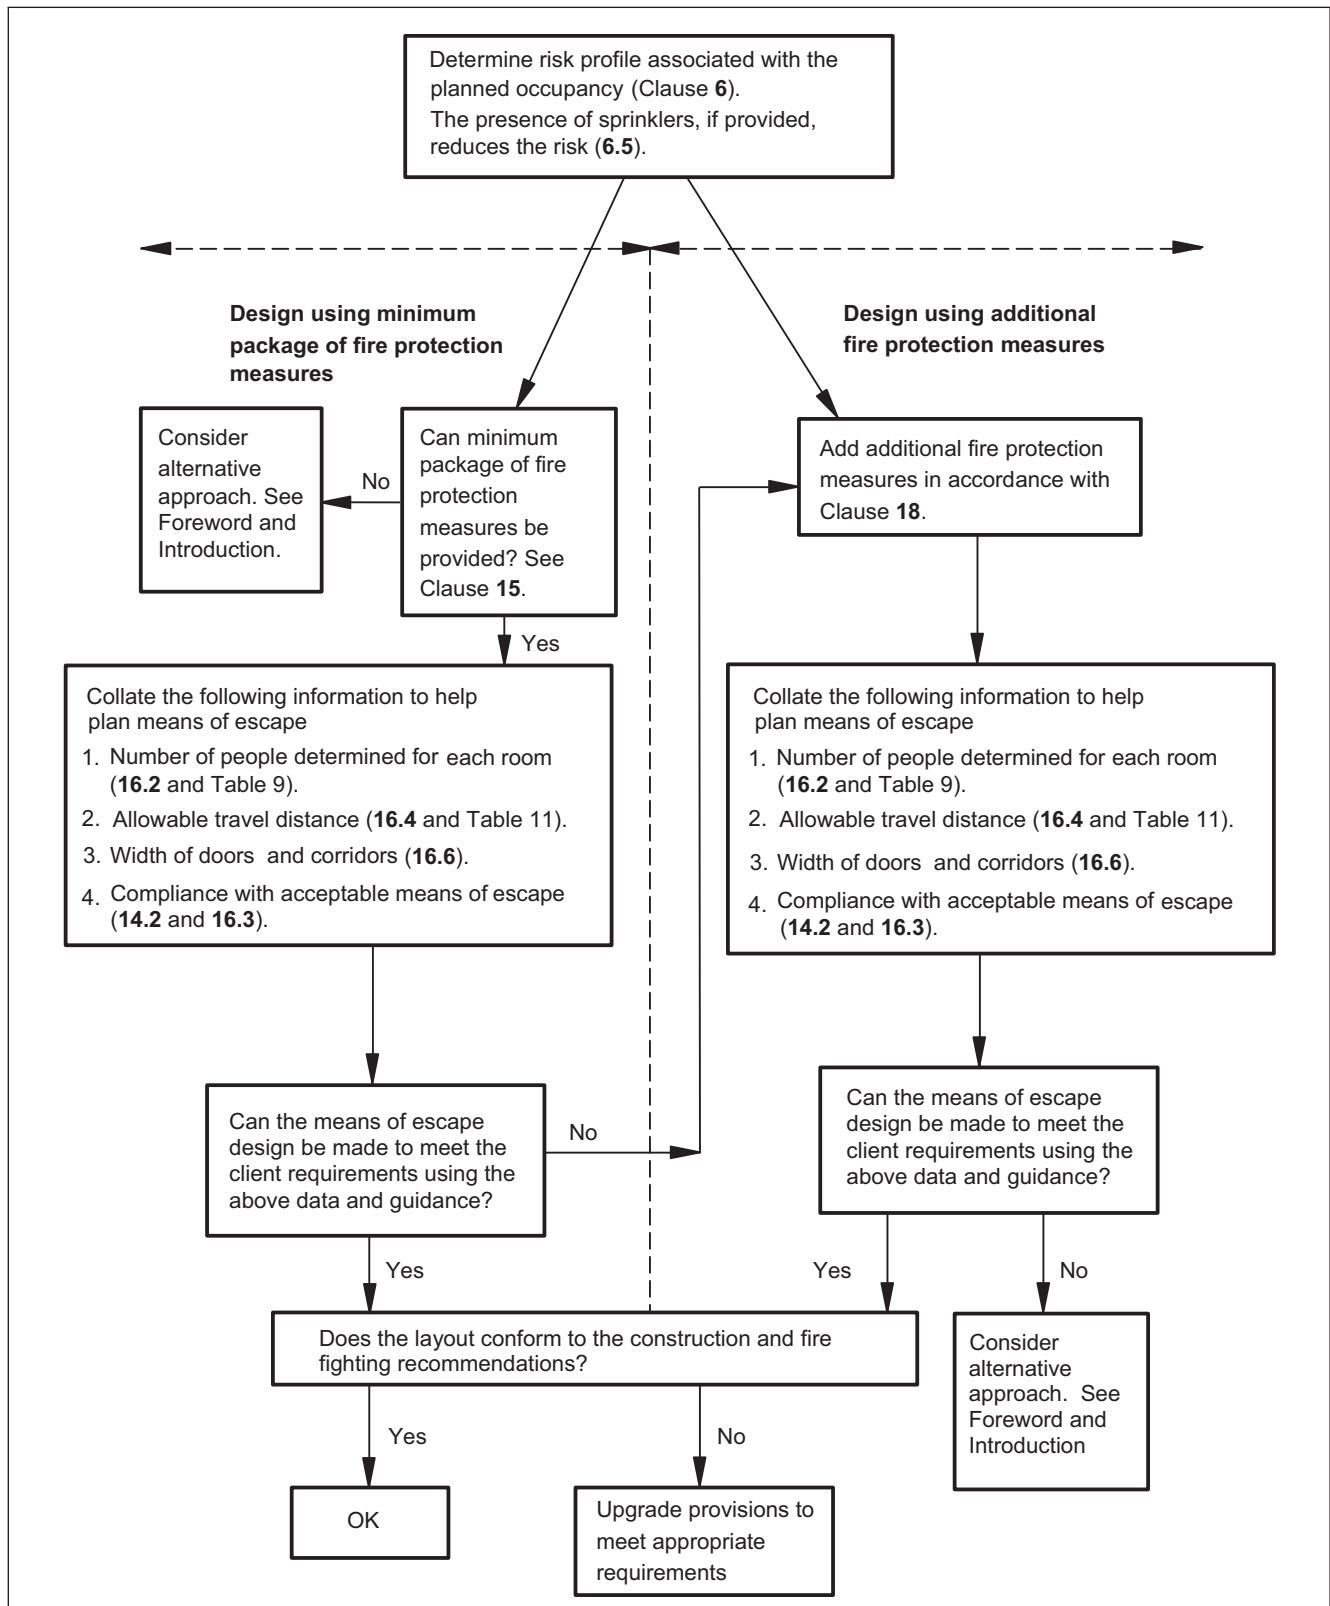 Determine risk profile associated with the
planned occupancy (Clause 6).
The presence of sprinklers, if provided,
reduces the risk (6.5).
Design using minimum
package of fire protection
measures
Design using additional
fire protection measures
Consider
alternative
approach. See
Foreword and
Introduction.
No
Can minimum
package of fire
protection
measures be
provided? See
Clause 15.
Add additional fire protection
measures in accordance with
Clause 18.
Yes
Collate the following information to help
plan means of escape
1. Number of people determined for each room
(16.2 and Table 9).
2. Allowable travel distance (16.4 and Table 11).
3. Width of doors and corridors (16.6).
4. Compliance with acceptable means of escape
(14.2 and 16.3).
Collate the following information to help
plan means of escape
1. Number of people determined for each room
(16.2 and Table 9).
2. Allowable travel distance (16.4 and Table 11).
3. Width of doors and corridors (16.6).
4. Compliance with acceptable means of escape
(14.2 and 16.3).
Can the means of escape
design be made to meet the
client requirements using the
above data and guidance?
No
Can the means of escape
design be made to meet the
client requirements using the
above data and guidance?
Yes
Yes
No
Does the layout conform to the construction and fire
fighting recommendations?
Consider
alternative
approach. See
Foreword and
Introduction
Yes
No
OK
Upgrade provisions to
meet appropriate
requirements